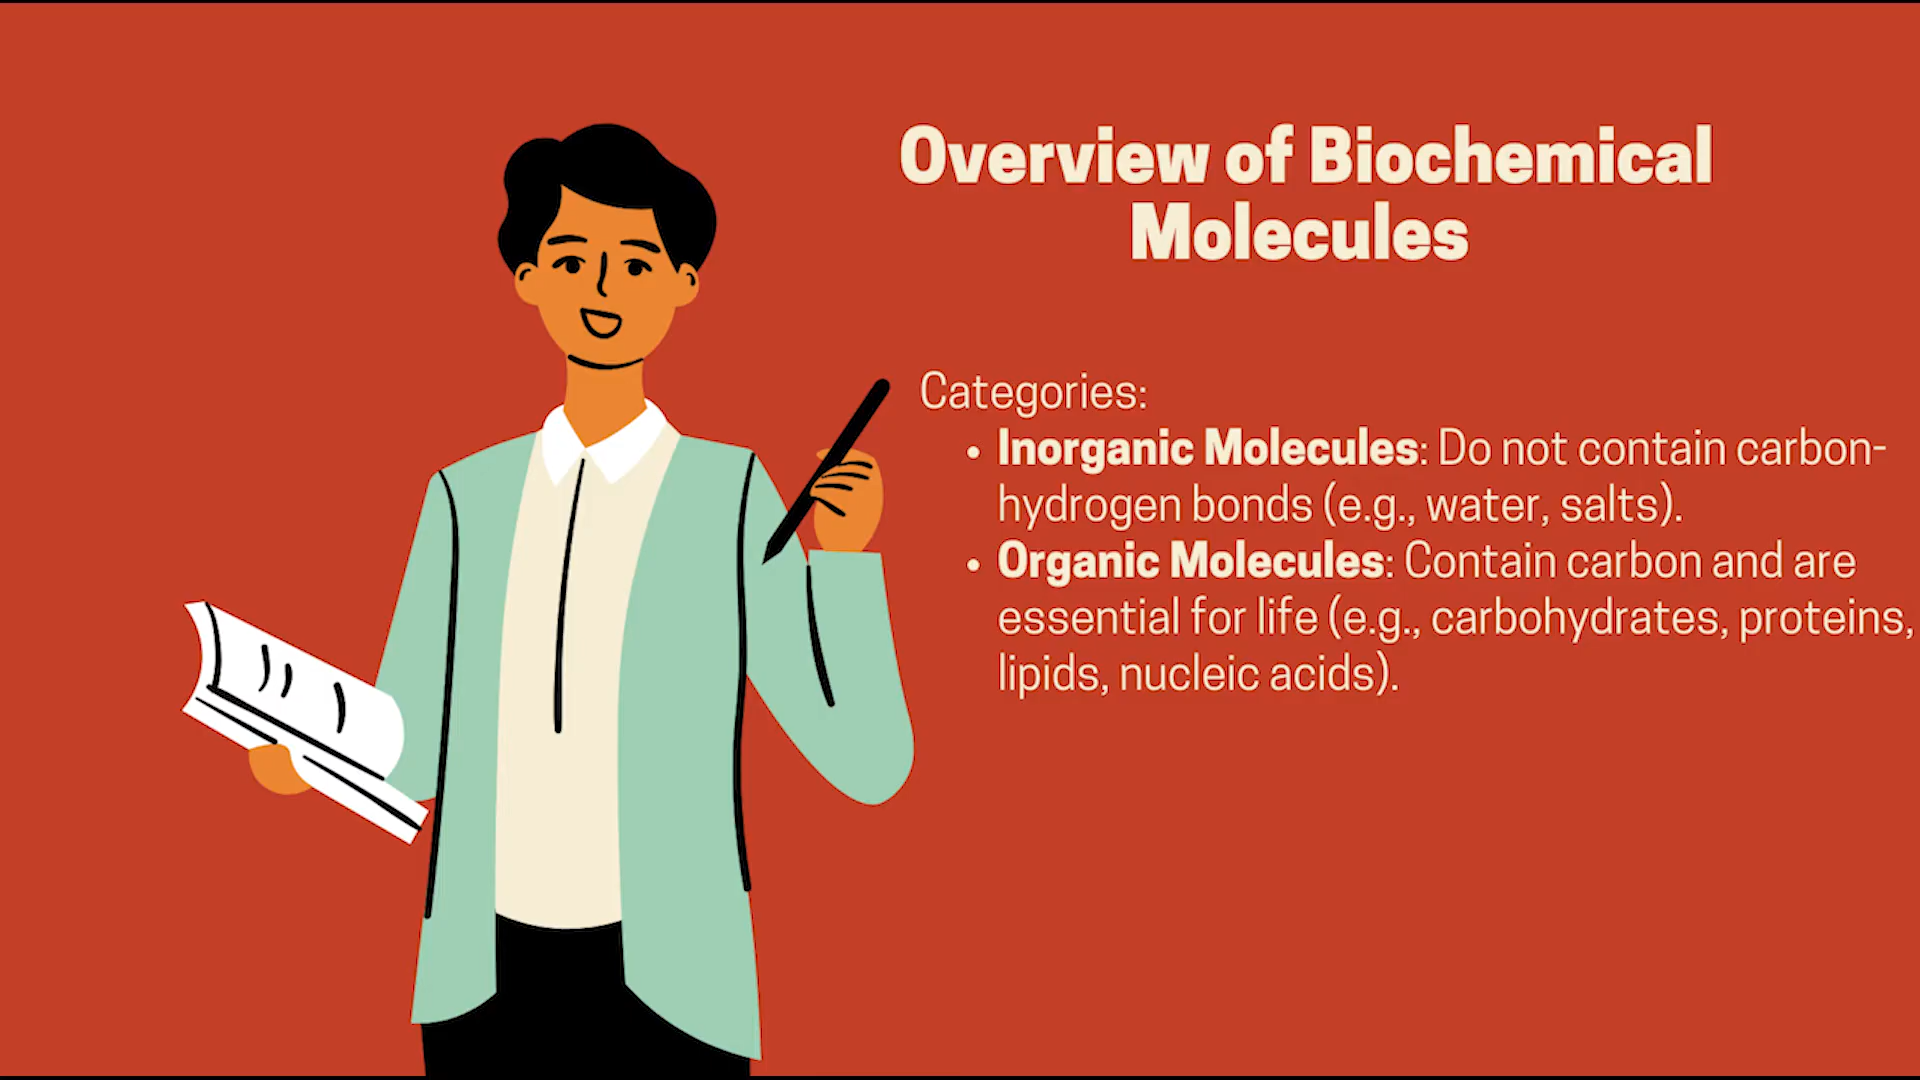 Overview of Biochemical
Molecules
Categories:
• Inorganic Molecules: Do not contain carbon-
hydrogen bonds (e.g., water, salts).
• Organic Molecules: Contain carbon and are
essential for life (e.g., carbohydrates, proteins,
lipids, nucleic acids).